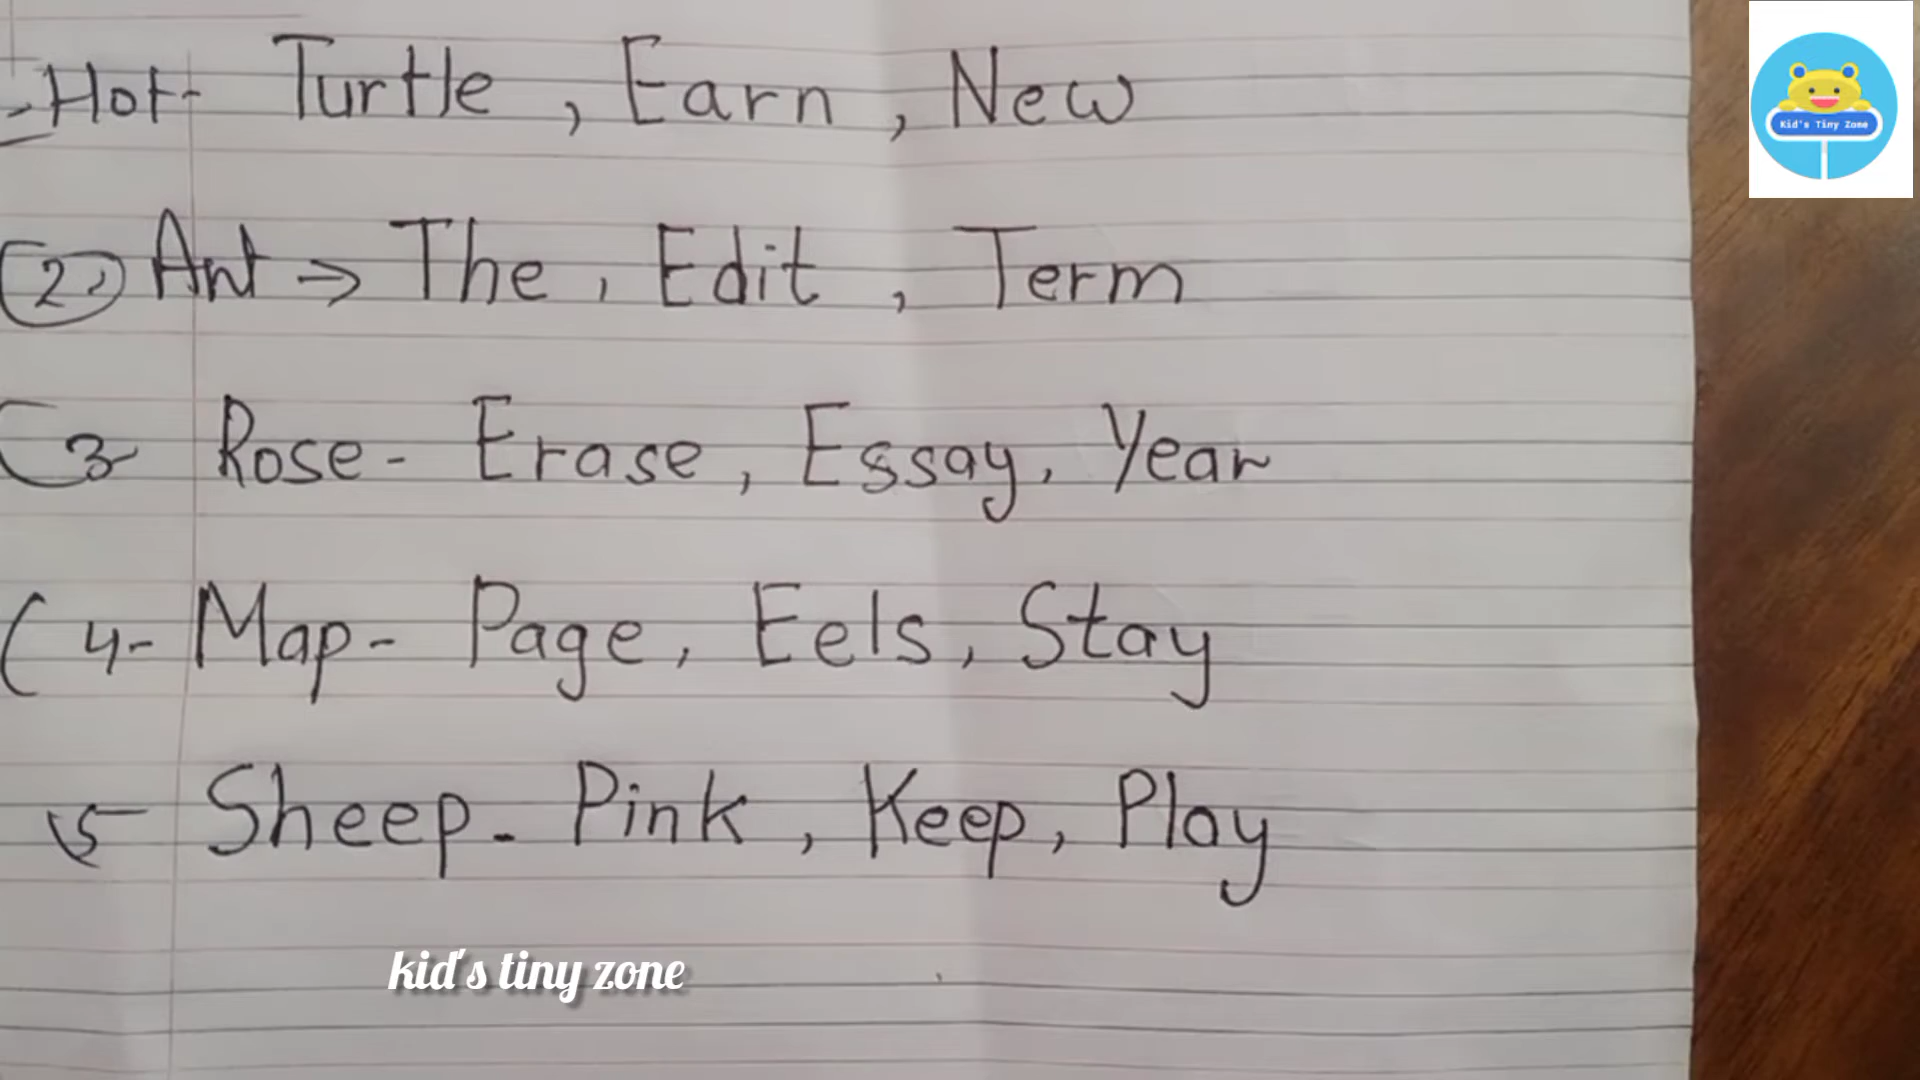 Hot- Turtle, Earn, New
Kid's Tiny Zone
2, Ant → The, Edit, Term
3- Rose- Erase, Essay, Year
(4- Map- Page, Eels, Stay
5- Sheep- Pink, Keep, Play
kid's tiny zone